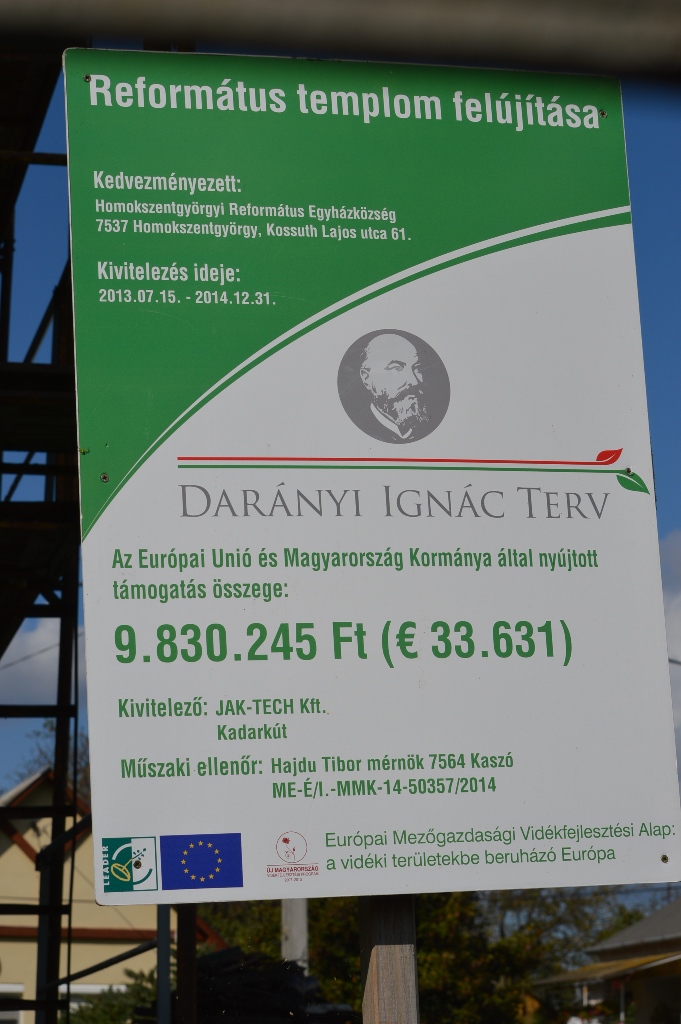 Református templom felújítása
Kedvezményezett:
Homokszentgyörgyi Református Egyházközség
7537 Homokszentgyörgy, Kossuth Lajos utca 61.
Kivitelezés ideje:
2013.07.15. - 2014.12.31.
DARÁNYI IGNÁC TERV
Az Európai Unió és Magyarország Kormánya által nyújtott
támogatás összege:
9.830.245 Ft (€ 33.631)
Kivitelező: JAK-TECH Kft.
Kadarkút
Műszaki ellenőr: Hajdu Tibor mérnök 7564 Kaszó
ME-É/I.-MMK-14-50357/2014
LEADER
ÚJ MAGYARORSZÁG
Európai Mezőgazdasági Vidékfejlesztési Alap:
a vidéki területekbe beruházó Európa